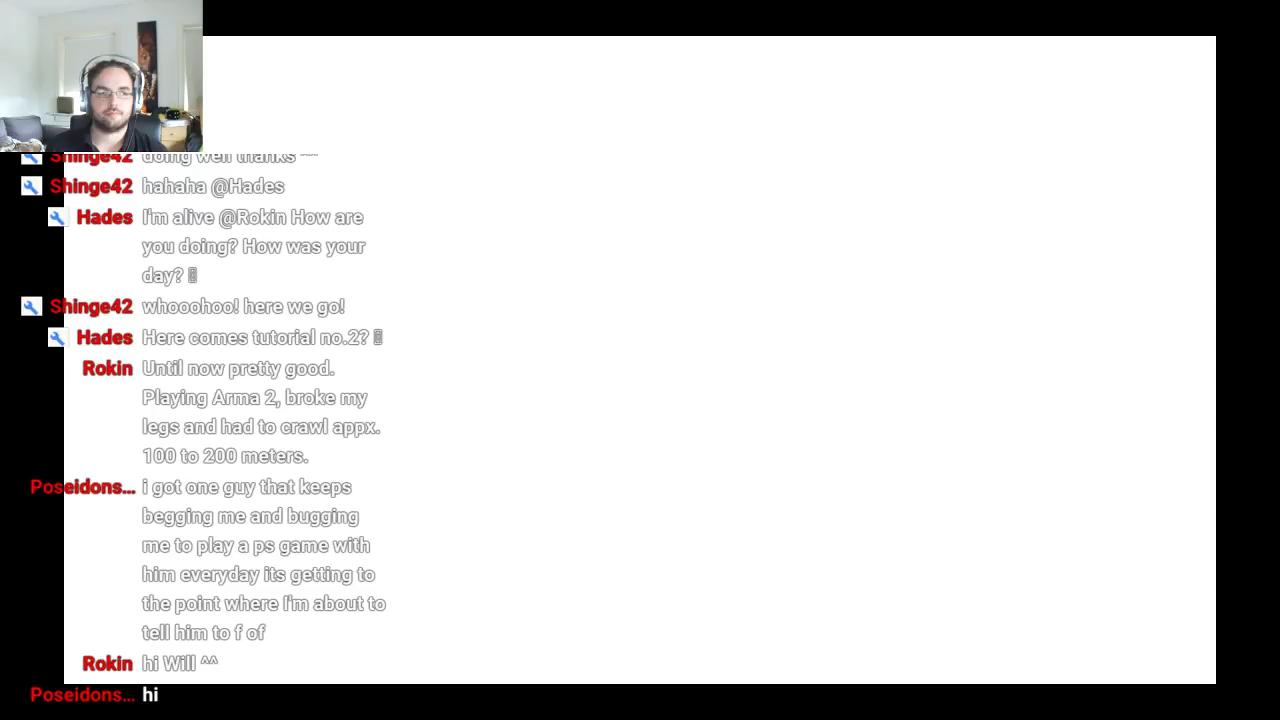 Shinge42 doing well thanks ^^
Shinge42 hahaha @Hades
Hades I'm alive @Rokin How are
you doing? How was your
day?
Shinge42 whooohoo! here we go!
Hades Here comes tutorial no.2?
Rokin Until now pretty good.
Playing Arma 2, broke my
legs and had to crawl appx.
100 to 200 meters.
Poseidons... i got one guy that keeps
begging me and bugging
me to play a ps game with
him everyday its getting to
the point where I'm about to
tell him to f of
Rokin hi Will ^^
Poseidons... hi